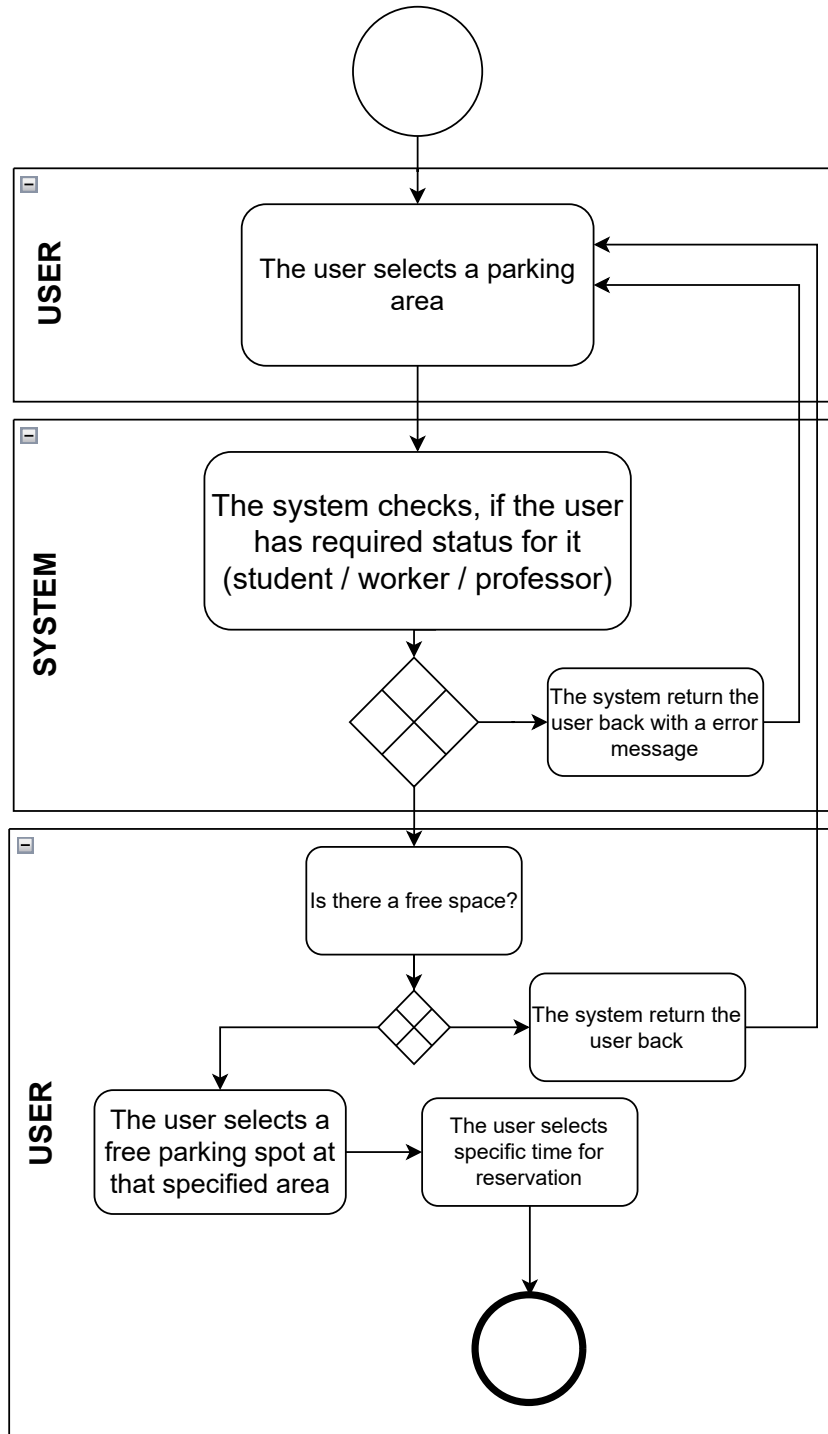 USER
The user selects a parking
area
SYSTEM
The system checks, if the user
has required status for it
(student / worker / professor)
The system return the
user back with a error
message
USER
Is there a free space?
The system return the
user back
The user selects a
free parking spot at
that specified area
The user selects
specific time for
reservation